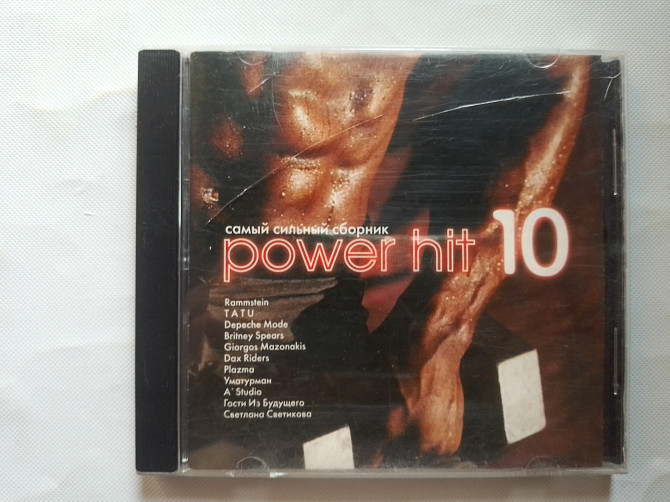 самый сильный сборник
power hit 10
Rammstein
T A T U
Depeche Mode
Britney Spears
Giorgos Mazonakis
Dax Riders
Plazma
Уматурман
A`Studio
Гости Из Будущего
Светлана Светикова